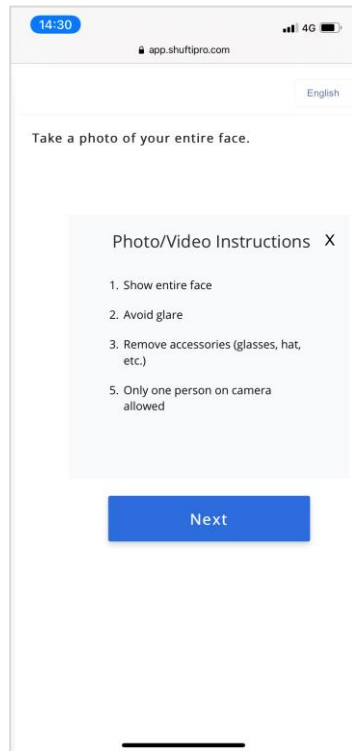 14:30
4G
app.shuftipro.com
English
Take a photo of your entire face.
Photo/Video Instructions X
1. Show entire face
2. Avoid glare
3. Remove accessories (glasses, hat,
etc.)
5. Only one person on camera
allowed
Next